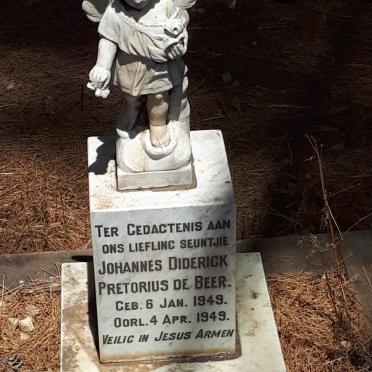 TER GEDACTENIS AAN
ONS LIEFLING SEUNTJIE
JOHANNES DIDERICK
PRETORIUS DE BEER.
GEB. 6 JAN. 1949.
OORL. 4 APR. 1949.
VEILIG IN JESUS ARMEN